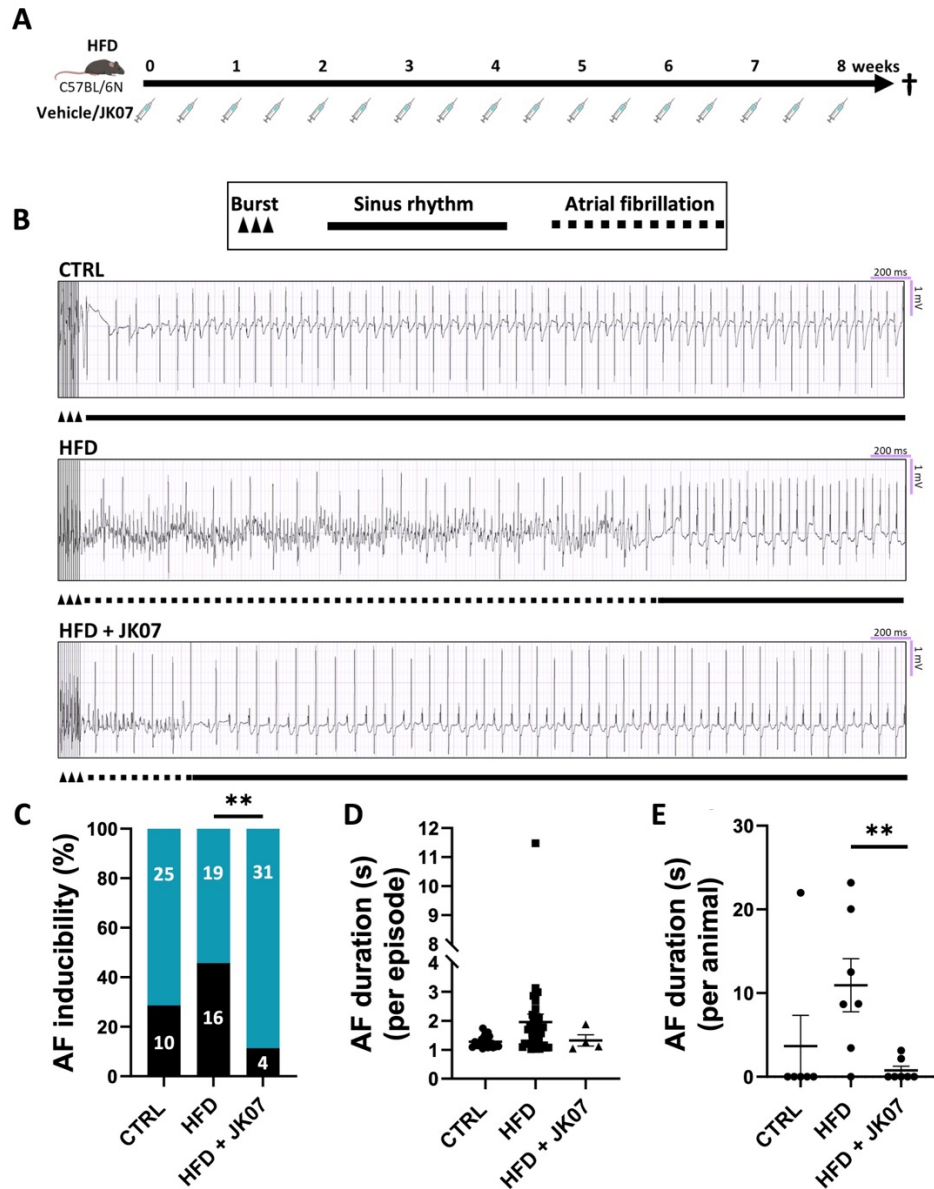 A
HFD
C57BL/6N
0 1 2 3 4 5 6 7 8 weeks
Vehicle/JK07
Burst Sinus rhythm Atrial fibrillation
B
CTRL
200 ms
1 mV
HFD
200 ms
1 mV
HFD + JK07
200 ms
1 mV
C
**
AF inducibility (%)
100
80
60
40
20
0
25 19 31
10 16 4
CTRL
HFD
HFD + JK07
D
AF duration (s)
(per episode)
12
11
10
9
8
4
3
2
1
0
CTRL
HFD
HFD + JK07
E
**
AF duration (s)
(per animal)
30
20
10
0
CTRL
HFD
HFD + JK07